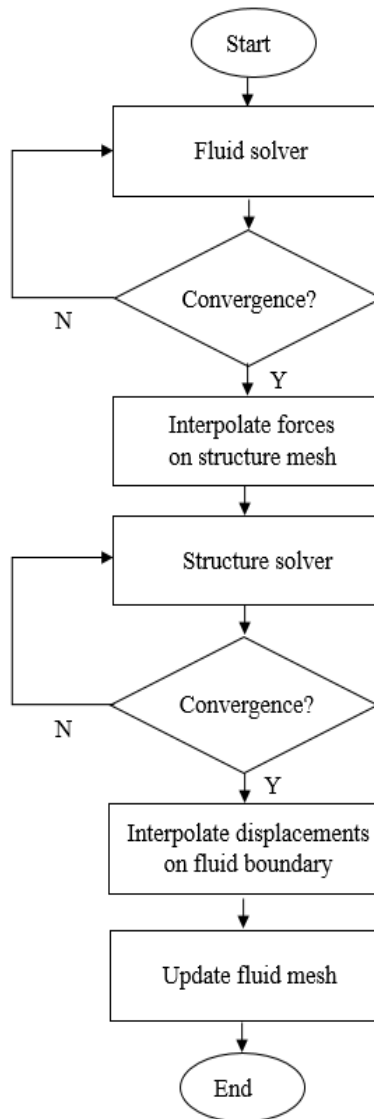 Start
Fluid solver
Convergence?
N
Y
Interpolate forces
on structure mesh
Structure solver
Convergence?
N
Y
Interpolate displacements
on fluid boundary
Update fluid mesh
End